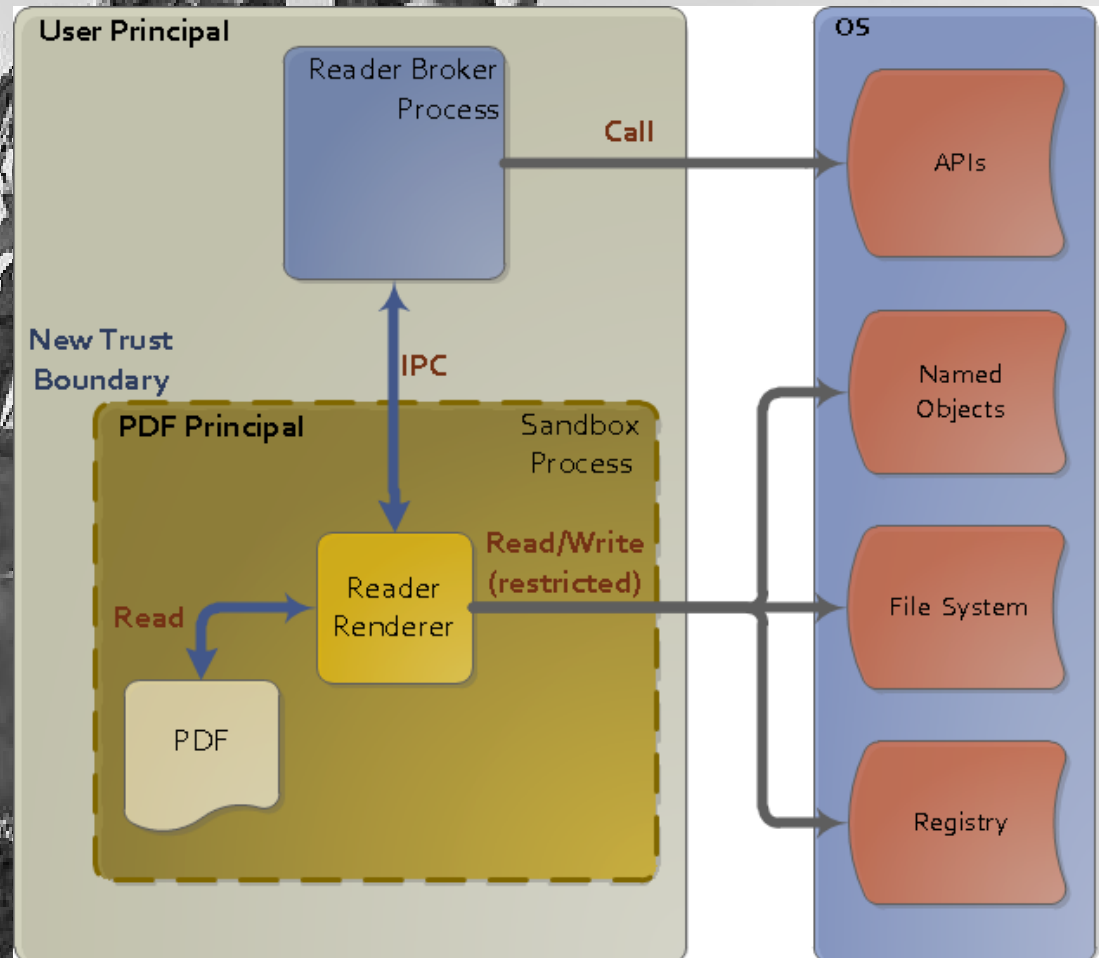 User Principal
OS
Reader Broker
Process
Call
APIs
New Trust
Boundary
IPC
Named
Objects
PDF Principal
Sandbox
Process
Read/Write
(restricted)
Reader
Renderer
File System
Read
PDF
Registry